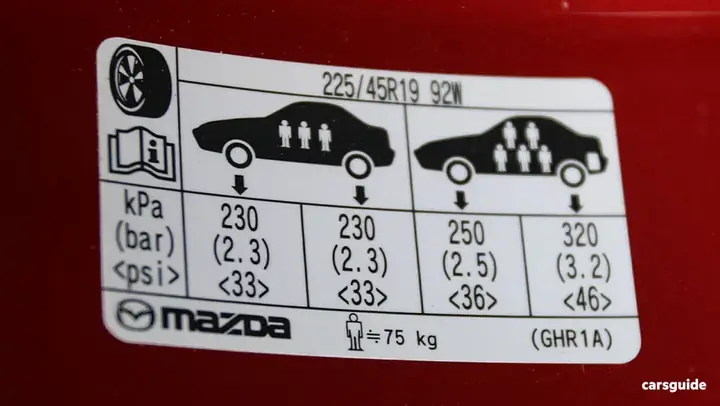 225/45R19 92W
kPa 230 230 250 320
(bar) (2.3) (2.3) (2.5) (3.2)
<psi> <33> <33> <36> <46>
mazda ≒75 kg (GHR1A)
carsguide